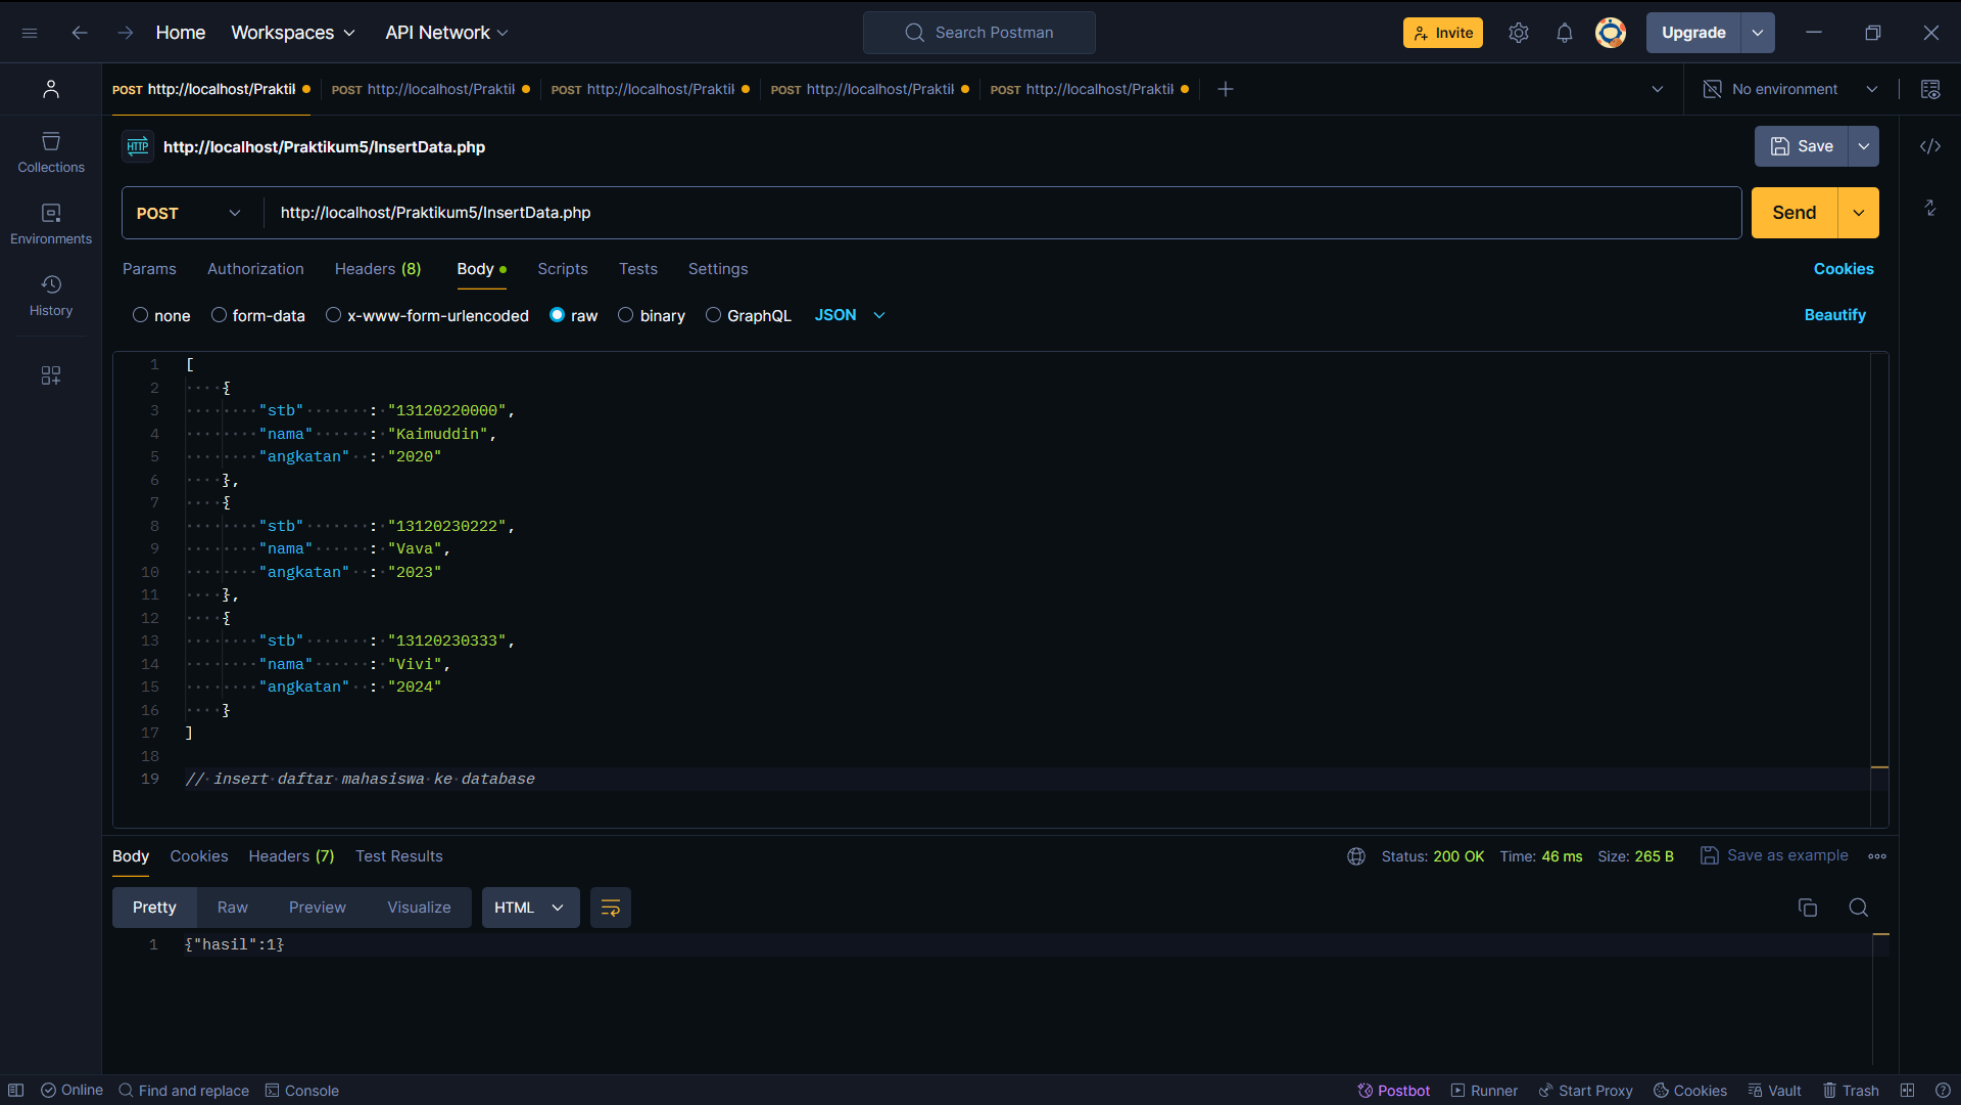 Home Workspaces API Network Search Postman Invite Upgrade
POST http://localhost/Praktik POST http://localhost/Praktik POST http://localhost/Praktik POST http://localhost/Praktik POST http://localhost/Praktik No environment
HTTP http://localhost/Praktikum5/InsertData.php Save
Collections
POST http://localhost/Praktikum5/InsertData.php Send
Environments
Params Authorization Headers (8) Body Scripts Tests Settings Cookies
History
none form-data x-www-form-urlencoded raw binary GraphQL JSON Beautify
1 [
2 {
3 "stb" : "13120220000",
4 "nama" : "Kaimuddin",
5 "angkatan" : "2020"
6 },
7 {
8 "stb" : "13120230222",
9 "nama" : "Vava",
10 "angkatan" : "2023"
11 },
12 {
13 "stb" : "13120230333",
14 "nama" : "Vivi",
15 "angkatan" : "2024"
16 }
17 ]
18
19 // insert daftar mahasiswa ke database
Body Cookies Headers (7) Test Results Status: 200 OK Time: 46 ms Size: 265 B Save as example
Pretty Raw Preview Visualize HTML
1 {"hasil":1}
Online Find and replace Console Postbot Runner Start Proxy Cookies Vault Trash